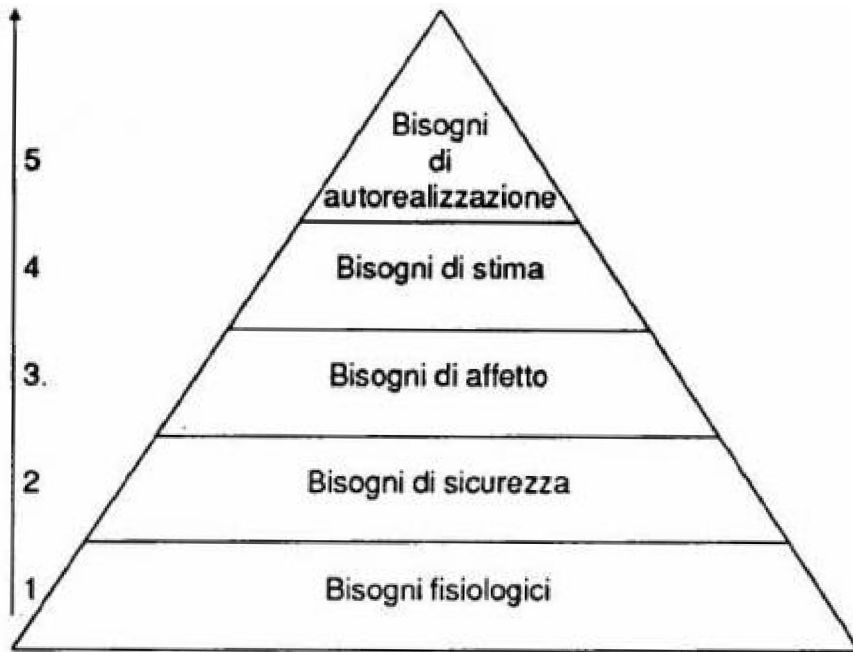 5
Bisogni
di
autorealizzazione
4
Bisogni di stima
3.
Bisogni di affetto
2
Bisogni di sicurezza
1
Bisogni fisiologici